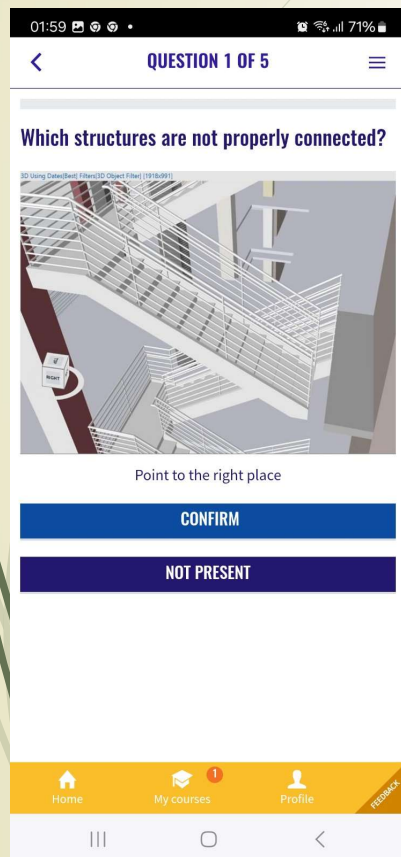 01:59
71%
QUESTION 1 OF 5
Which structures are not properly connected?
3D Using Dates|Best| Filters|3D Object Filter| (1918x991)
RIGHT
Point to the right place
CONFIRM
NOT PRESENT
1
Home
My courses
Profile
FEEDBACK